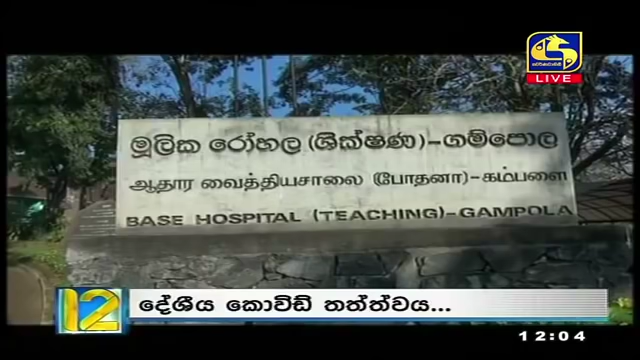 LIVE
මූලික රෝහල (ශික්ෂණ)-ගම්පොල
ஆதார வைத்தியசாலை (போதனா)-கம்பளை
BASE HOSPITAL (TEACHING)-GAMPOLA
12 දේශීය කොවිඩ් තත්ත්වය...
12:04